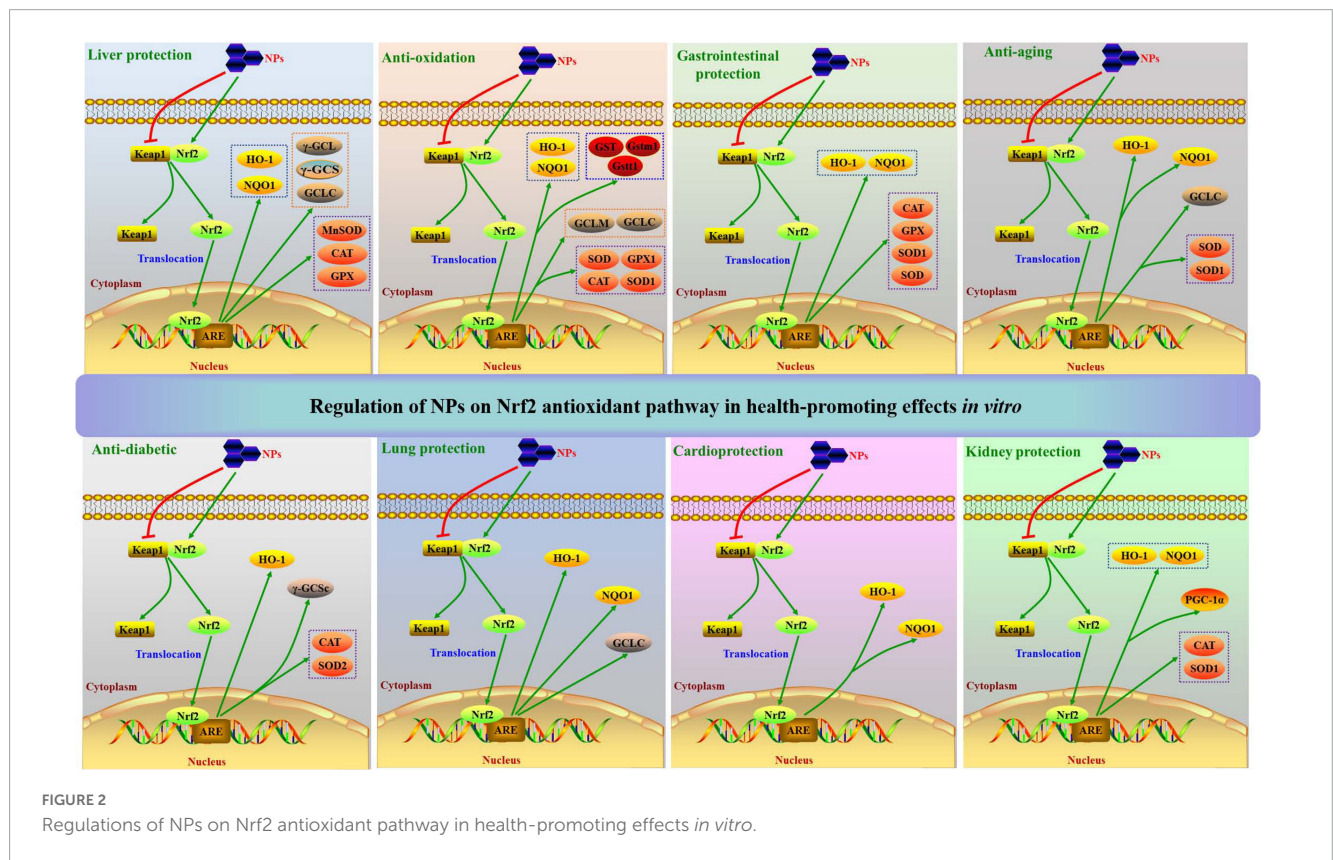 Liver protection
NPs
Keap1
Nrf2
HO-1
NQO1
γ-GCL
γ-GCS
GCLC
MnSOD
CAT
GPX
Keap1
Nrf2
Translocation
Cytoplasm
Nrf2
ARE
Nucleus
Anti-oxidation
NPs
Keap1
Nrf2
HO-1
NQO1
GST
Gstm1
Gstt1
GCLM
GCLC
SOD
GPX1
CAT
SOD1
Keap1
Nrf2
Translocation
Cytoplasm
Nrf2
ARE
Nucleus
Gastrointestinal
protection
NPs
Keap1
Nrf2
HO-1
NQO1
CAT
GPX
SOD1
SOD
Keap1
Nrf2
Translocation
Cytoplasm
Nrf2
ARE
Nucleus
Anti-aging
NPs
Keap1
Nrf2
HO-1
NQO1
GCLC
SOD
SOD1
Keap1
Nrf2
Translocation
Cytoplasm
Nrf2
ARE
Nucleus
Regulation of NPs on Nrf2 antioxidant pathway in health-promoting effects in vitro
Anti-diabetic
NPs
Keap1
Nrf2
HO-1
γ-GCSc
CAT
SOD2
Keap1
Nrf2
Translocation
Cytoplasm
Nrf2
ARE
Nucleus
Lung protection
NPs
Keap1
Nrf2
HO-1
NQO1
GCLC
Keap1
Nrf2
Translocation
Cytoplasm
Nrf2
ARE
Nucleus
Cardioprotection
NPs
Keap1
Nrf2
HO-1
NQO1
Keap1
Nrf2
Translocation
Cytoplasm
Nrf2
ARE
Nucleus
Kidney protection
NPs
Keap1
Nrf2
HO-1
NQO1
PGC-1α
CAT
SOD1
Keap1
Nrf2
Translocation
Cytoplasm
Nrf2
ARE
Nucleus
FIGURE 2
Regulations of NPs on Nrf2 antioxidant pathway in health-promoting effects in vitro.